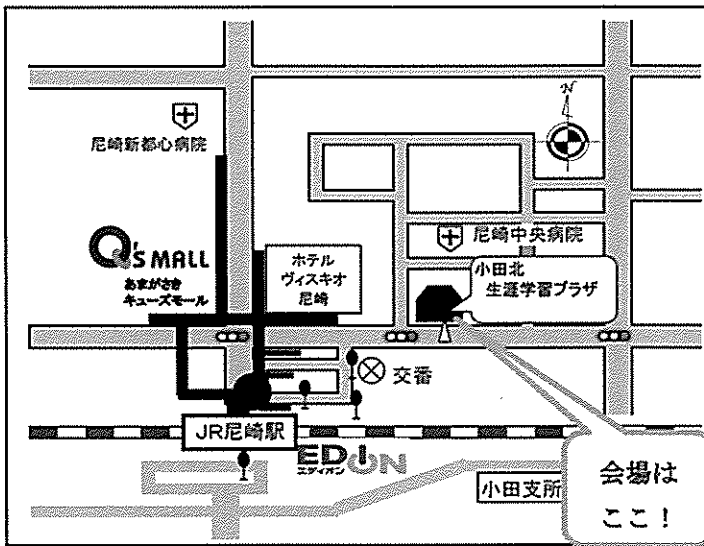 N
尼崎新都心病院
Q's MALL
あまがさき
キューズモール
ホテル
ヴィスキオ
尼崎
尼崎中央病院
小田北
生涯学習プラザ
交番
JR尼崎駅
EDION
エディオン
小田支所
会場は
ここ！